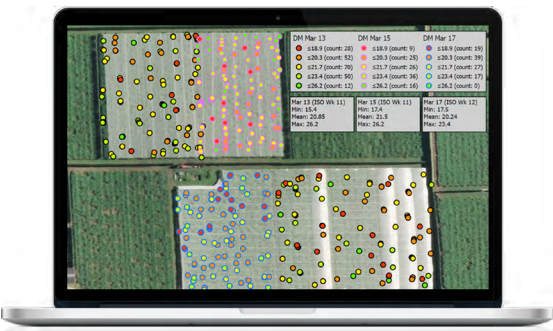 DM Mar 13 DM Mar 15 DM Mar 17
≤18.9 (count: 28) ≤18.9 (count: 9) ≤18.9 (count: 19)
≤20.3 (count: 52) ≤20.3 (count: 25) ≤20.3 (count: 39)
≤21.7 (count: 70) ≤21.7 (count: 26) ≤21.7 (count: 27)
≤23.4 (count: 50) ≤23.4 (count: 36) ≤23.4 (count: 17)
≤26.2 (count: 12) ≤26.2 (count: 16) ≤26.2 (count: 0)
Mar 13 (ISO Wk 11) Mar 15 (ISO Wk 11) Mar 17 (ISO Wk 12)
Min: 15.4 Min: 17.4 Min: 17.5
Mean: 20.85 Mean: 21.5 Mean: 20.24
Max: 26.2 Max: 26.2 Max: 23.4